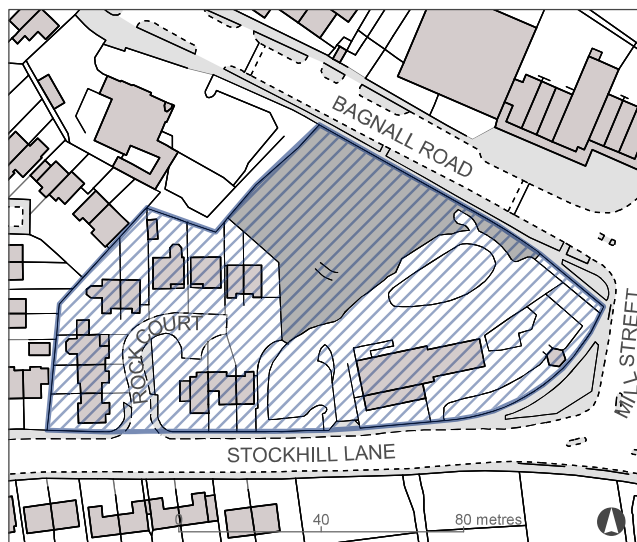 BAGNALL ROAD
ROCK COURT
MILL STREET
STOCKHILL LANE
0 40 80 metres